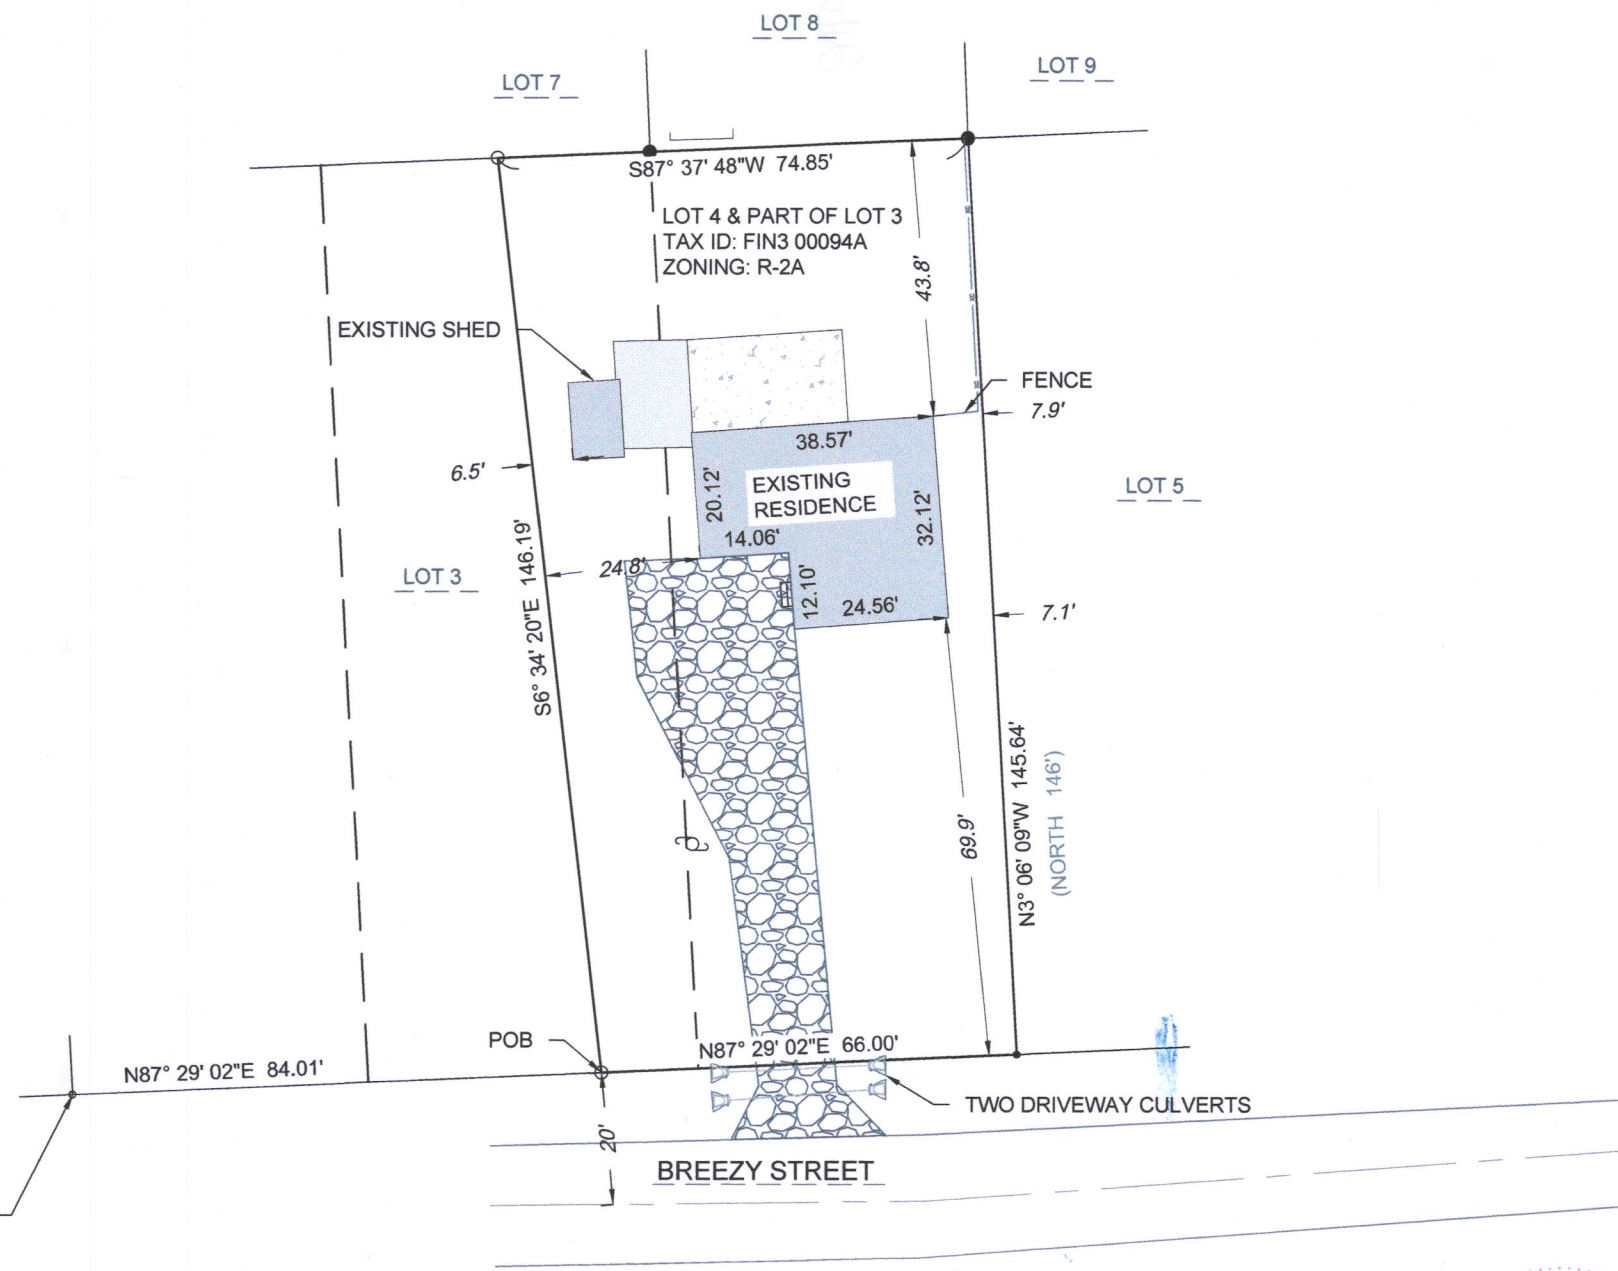 LOT 8
LOT 9
LOT 7
S87° 37' 48"W 74.85'
LOT 4 & PART OF LOT 3
TAX ID: FIN3 00094A
ZONING: R-2A
43.8'
EXISTING SHED
FENCE
7.9'
38.57'
6.5'
20.12'
EXISTING
RESIDENCE
32.12'
LOT 5
14.06'
24.8'
LOT 3
12.10'
24.56'
7.1'
S6° 34' 20"E 146.19'
N3° 06' 09"W 145.64'
(NORTH 146')
69.9'
POB
N87° 29' 02"E 66.00'
N87° 29' 02"E 84.01'
TWO DRIVEWAY CULVERTS
20'
BREEZY STREET